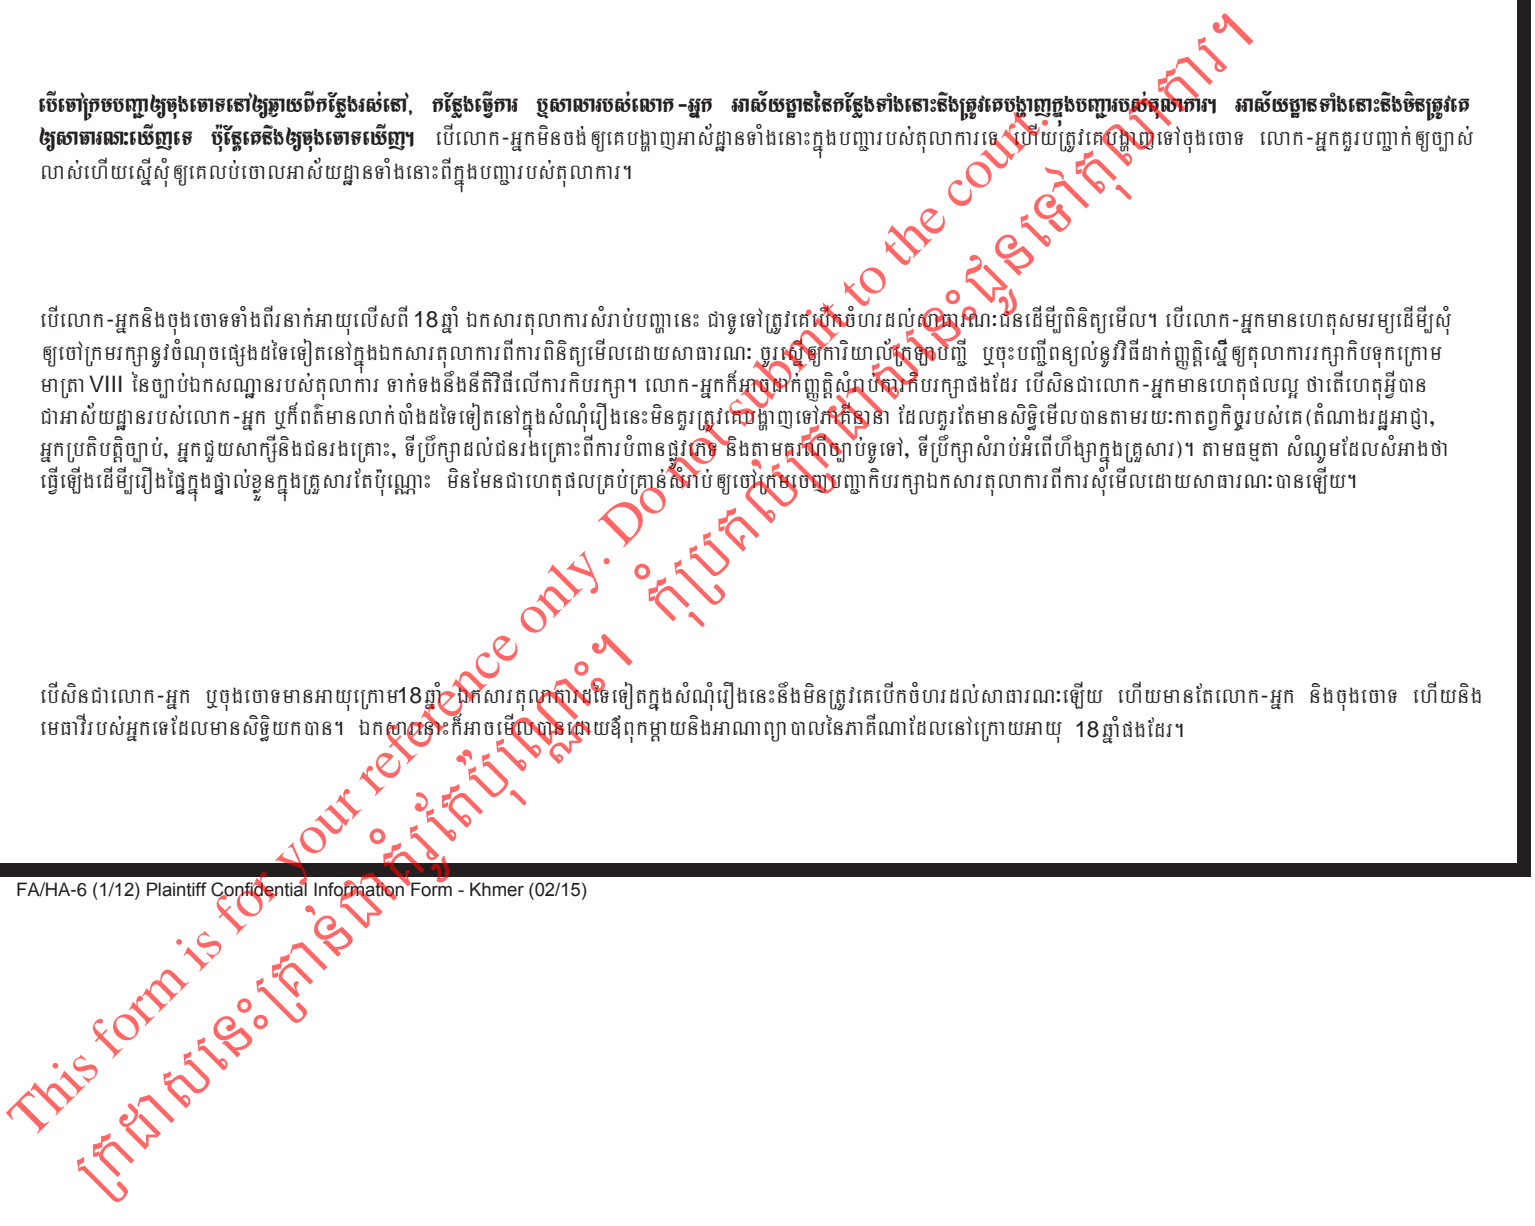 បើចៅក្រមបញ្ជាឲ្យចុងចោទនៅឲ្យឆ្ងាយពីកន្លែងរស់នៅ, កន្លែងធ្វើការ ឬសាលារបស់លោក-អ្នក អាស័យដ្ឋាននៃកន្លែងទាំងនោះនឹងត្រូវគេបង្ហាញក្នុងបញ្ជារបស់តុលាការ។ អាស័យដ្ឋានទាំងនោះនឹងមិនត្រូវគេ
ឲ្យសាធារណៈឃើញទេ ប៉ុន្តែគេនឹងឲ្យចុងចោទឃើញ។ បើលោក-អ្នកមិនចង់ឲ្យគេបង្ហាញអាស័ដ្ឋានទាំងនោះក្នុងបញ្ជារបស់តុលាការទេ ហើយត្រូវគេបង្ហាញទៅចុងចោទ លោក-អ្នកគួរបញ្ជាក់ឲ្យច្បាស់
លាស់ហើយស្នើសុំឲ្យគេលប់ចោលអាស័យដ្ឋានទាំងនោះពីក្នុងបញ្ជារបស់តុលាការ។
បើលោក-អ្នកនិងចុងចោទទាំងពីរនាក់អាយុលើសពី 18ឆ្នាំ ឯកសារតុលាការសំរាប់បញ្ហានេះ ជាទូទៅត្រូវគេបើកចំហរដល់សាធារណៈជនដើម្បីពិនិត្យមើល។ បើលោក-អ្នកមានហេតុសមរម្យដើម្បីសុំ
ឲ្យចៅក្រមរក្សានូវចំណុចផ្សេងដទៃទៀតនៅក្នុងឯកសារតុលាការពីការពិនិត្យមើលដោយសាធារណៈ ចូរស្នើឲ្យការិយាល័ក្រឡាបញ្ជី ឬចុះបញ្ជីពន្យល់នូវវិធីដាក់ញត្តិស្នើឲ្យតុលាការរក្សាកិបទុកក្រោម
មាត្រា VIII នៃច្បាប់ឯកសណ្ឋានរបស់តុលាការ ទាក់ទងនឹងនីតិវិធីលើការកិបរក្សា។ លោក-អ្នកក៏អាចដាក់ញត្តិសំរាប់ការកិបរក្សាផងដែរ បើសិនជាលោក-អ្នកមានហេតុផលល្អ ថាតើហេតុអ្វីបាន
ជាអាស័យដ្ឋានរបស់លោក-អ្នក ឬក៏ពត៌មានលាក់បាំងដទៃទៀតនៅក្នុងសំណុំរឿងនេះមិនគួរត្រូវគេបង្ហាញទៅភាគីនានា ដែលគួរតែមានសិទ្ធិមើលបានតាមរយៈកាតព្វកិច្ចរបស់គេ(តំណាងរដ្ឋអាជ្ញា,
អ្នកប្រតិបត្តិច្បាប់, អ្នកជួយសាក្សីនិងជនរងគ្រោះ, ទីប្រឹក្សាដល់ជនរងគ្រោះពីការបំពានផ្លូវភេទ និងតាមករណីច្បាប់ទូទៅ, ទីប្រឹក្សាសំរាប់អំពើហឹង្សាក្នុងគ្រួសារ)។ តាមធម្មតា សំណូមដែលសំអាងថា
ធ្វើឡើងដើម្បីរឿងផ្ទៃក្នុងផ្ទាល់ខ្លួនក្នុងគ្រួសារតែប៉ុណ្ណោះ មិនមែនជាហេតុផលគ្រប់គ្រាន់សំរាប់ឲ្យចៅក្រមចេញបញ្ជាកិបរក្សាឯកសារតុលាការពីការសុំមើលដោយសាធារណៈបានឡើយ។
បើសិនជាលោក-អ្នក ឬចុងចោទមានអាយុក្រោម18ឆ្នាំ ឯកសារតុលាការដទៃទៀតក្នុងសំណុំរឿងនេះនឹងមិនត្រូវគេបើកចំហរដល់សាធារណៈឡើយ ហើយមានតែលោក-អ្នក និងចុងចោទ ហើយនិង
មេធាវីរបស់អ្នកទេដែលមានសិទ្ធិយកបាន។ ឯកសារនោះក៏អាចមើលបានដោយឪពុកម្តាយនិងអាណាព្យាបាលនៃភាគីណាដែលនៅក្រោយអាយុ 18ឆ្នាំផងដែរ។
FA/HA-6 (1/12) Plaintiff Confidential Information Form - Khmer (02/15)
This form is for your reference only. Do not submit to the court.
ក្រដាសនេះគ្រាន់ជាគំរូតែប៉ុណ្ណោះ។ កុំប្រគល់ក្រដាសនេះជូនទៅតុលាការ។